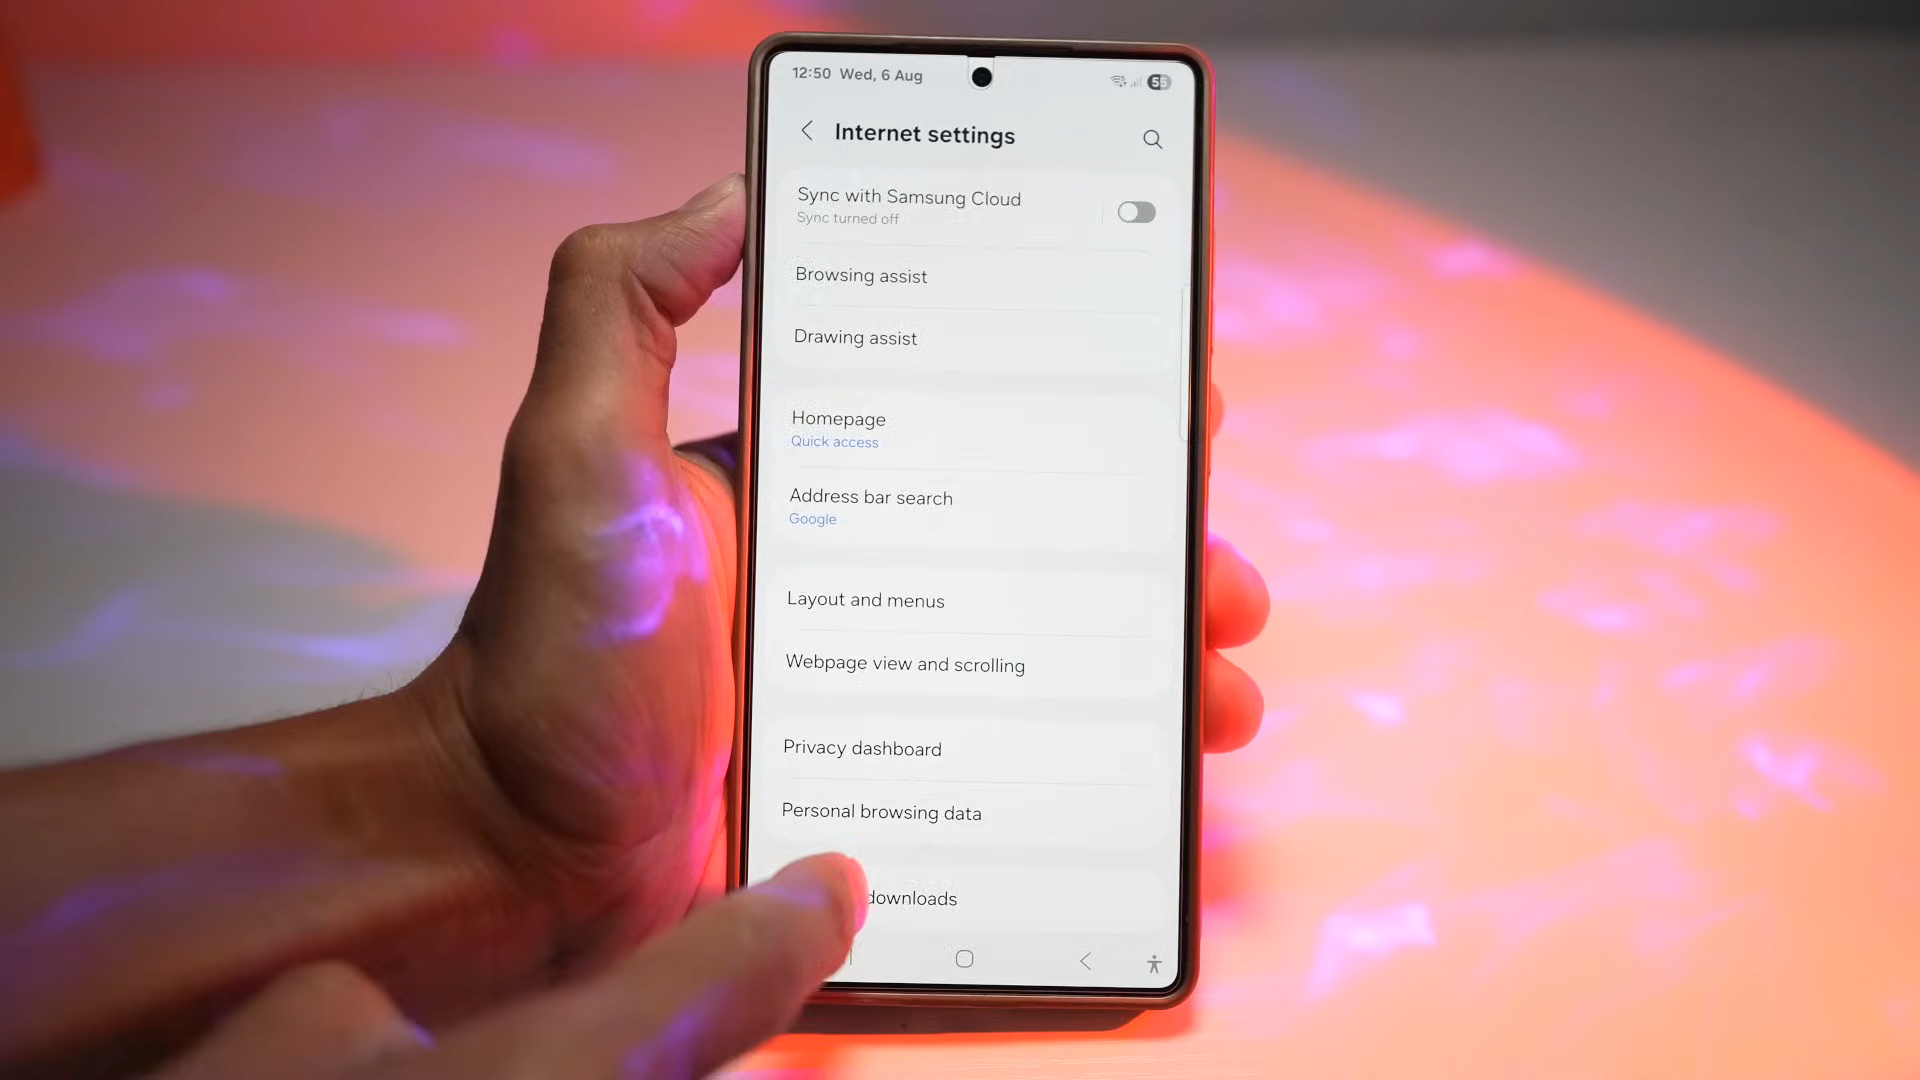 12:50 Wed, 6 Aug
55
Internet settings
Sync with Samsung Cloud
Sync turned off
Browsing assist
Drawing assist
Homepage
Quick access
Address bar search
Google
Layout and menus
Webpage view and scrolling
Privacy dashboard
Personal browsing data
downloads